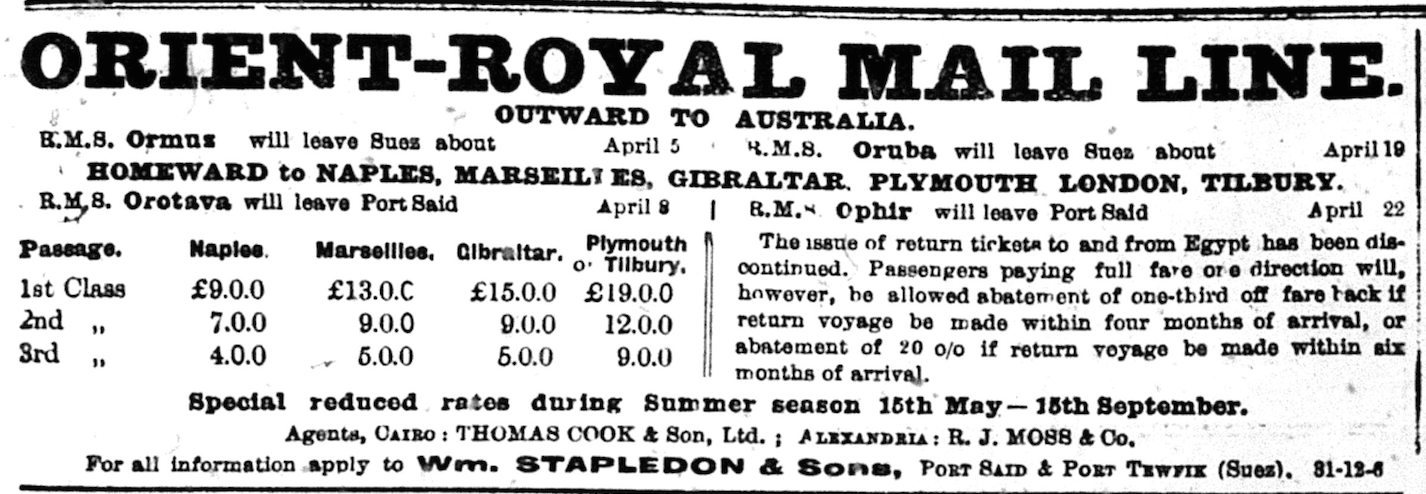 ORIENT-ROYAL MAIL LINE.
OUTWARD TO AUSTRALIA.
R.M.S. Ormuz will leave Suez about April 5 R.M.S. Oruba will leave Suez about April 19
HOMEWARD to NAPLES, MARSEILLES, GIBRALTAR. PLYMOUTH LONDON, TILBURY.
R.M.S. Orotava will leave Port Said April 8 | R.M.S Ophir will leave Port Said April 22
Passage. Naples. Marseilles. Gibraltar. Plymouth or Tilbury.
1st Class £9.0.0 £13.0.0 £15.0.0 £19.0.0
2nd „ 7.0.0 9.0.0 9.0.0 12.0.0
3rd „ 4.0.0 5.0.0 5.0.0 9.0.0
The issue of return tickets to and from Egypt has been dis-
continued. Passengers paying full fare one direction will,
however, be allowed abatement of one-third off fare back if
return voyage be made within four months of arrival, or
abatement of 20 o/o if return voyage be made within six
months of arrival.
Special reduced rates during Summer season 15th May—15th September.
Agents, CAIRO: THOMAS COOK & Son, Ltd.; ALEXANDRIA: R. J. MOSS & Co.
For all information apply to Wm. STAPLEDON & Sons, PORT SAID & PORT TEWFIK (Suez). 31-12-6